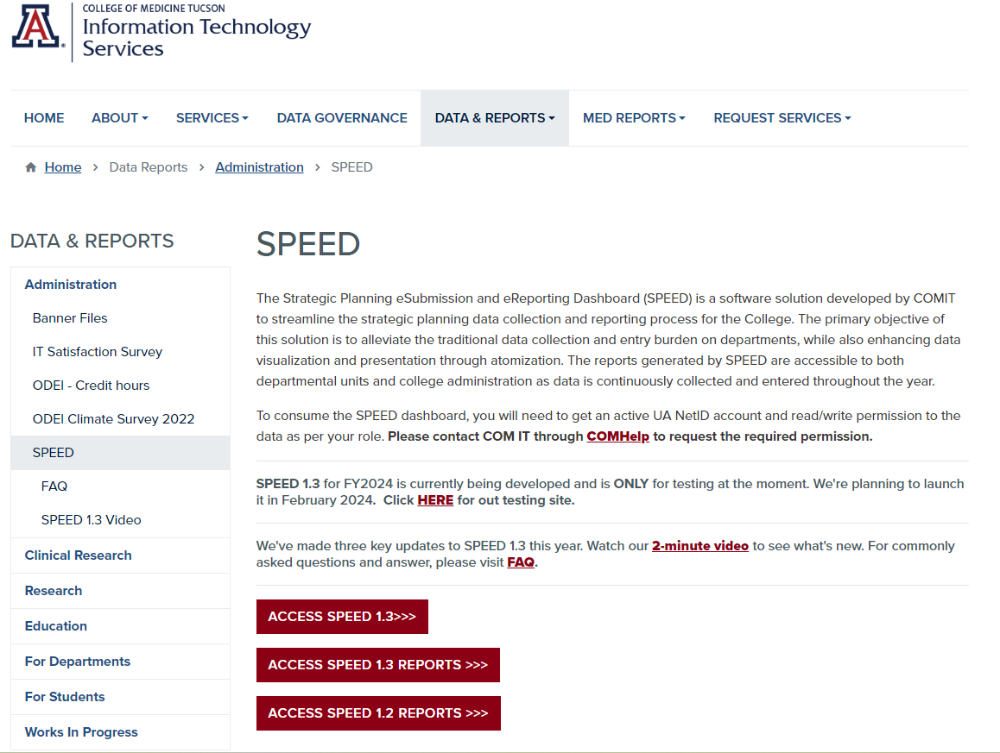 COLLEGE OF MEDICINE TUCSON
Information Technology
Services
HOME ABOUT SERVICES DATA GOVERNANCE DATA & REPORTS MED REPORTS REQUEST SERVICES
Home > Data Reports > Administration > SPEED
DATA & REPORTS
Administration
Banner Files
IT Satisfaction Survey
ODEI - Credit hours
ODEI Climate Survey 2022
SPEED
FAQ
SPEED 1.3 Video
Clinical Research
Research
Education
For Departments
For Students
Works In Progress
SPEED
The Strategic Planning eSubmission and eReporting Dashboard (SPEED) is a software solution developed by COMIT
to streamline the strategic planning data collection and reporting process for the College. The primary objective of
this solution is to alleviate the traditional data collection and entry burden on departments, while also enhancing data
visualization and presentation through atomization. The reports generated by SPEED are accessible to both
departmental units and college administration as data is continuously collected and entered throughout the year.
To consume the SPEED dashboard, you will need to get an active UA NetID account and read/write permission to the
data as per your role. Please contact COM IT through COMHelp to request the required permission.
SPEED 1.3 for FY2024 is currently being developed and is ONLY for testing at the moment. We're planning to launch
it in February 2024. Click HERE for out testing site.
We've made three key updates to SPEED 1.3 this year. Watch our 2-minute video to see what's new. For commonly
asked questions and answer, please visit FAQ.
ACCESS SPEED 1.3>>>
ACCESS SPEED 1.3 REPORTS >>>
ACCESS SPEED 1.2 REPORTS >>>